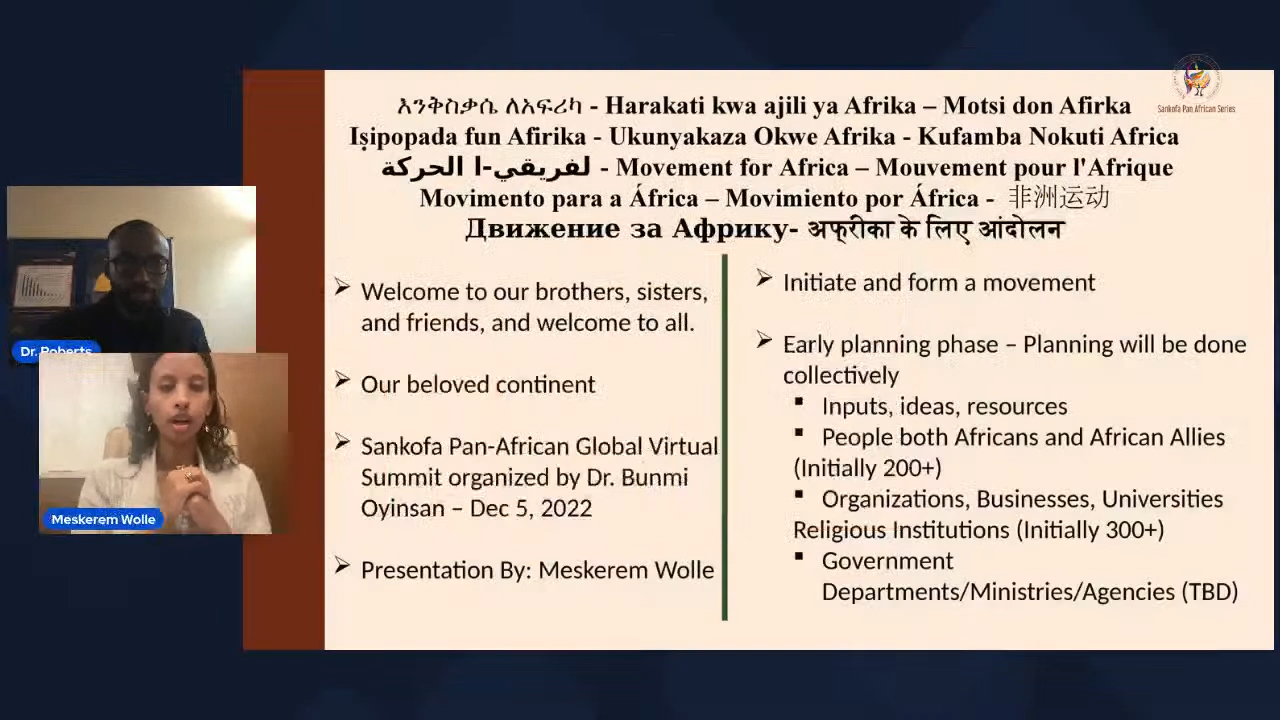 Sankofa Pan African Series
እንቅስቃሴ ለአፍሪካ - Harakati kwa ajili ya Afrika – Motsi don Afirka
Iṣipopada fun Afirika - Ukunyakaza Okwe Afrika - Kufamba Nokuti Africa
لفريقي-ا الحركة - Movement for Africa – Mouvement pour l'Afrique
Movimento para a África – Movimiento por África - 非洲运动
Движение за Африку- अफ्रीका के लिए आंदोलन
➢ Welcome to our brothers, sisters,
and friends, and welcome to all.
➢ Our beloved continent
➢ Sankofa Pan-African Global Virtual
Summit organized by Dr. Bunmi
Oyinsan – Dec 5, 2022
➢ Presentation By: Meskerem Wolle
➢ Initiate and form a movement
➢ Early planning phase – Planning will be done
collectively
▪ Inputs, ideas, resources
▪ People both Africans and African Allies
(Initially 200+)
▪ Organizations, Businesses, Universities
Religious Institutions (Initially 300+)
▪ Government
Departments/Ministries/Agencies (TBD)
Dr. Roberts
Meskerem Wolle